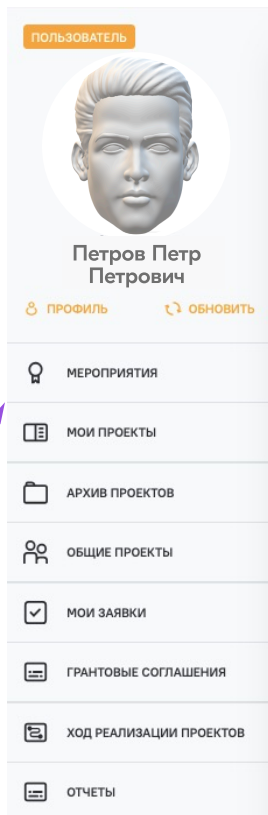 ПОЛЬЗОВАТЕЛЬ
Петров Петр
Петрович
ПРОФИЛЬ
ОБНОВИТЬ
МЕРОПРИЯТИЯ
МОИ ПРОЕКТЫ
АРХИВ ПРОЕКТОВ
ОБЩИЕ ПРОЕКТЫ
МОИ ЗАЯВКИ
ГРАНТОВЫЕ СОГЛАШЕНИЯ
ХОД РЕАЛИЗАЦИИ ПРОЕКТОВ
ОТЧЕТЫ